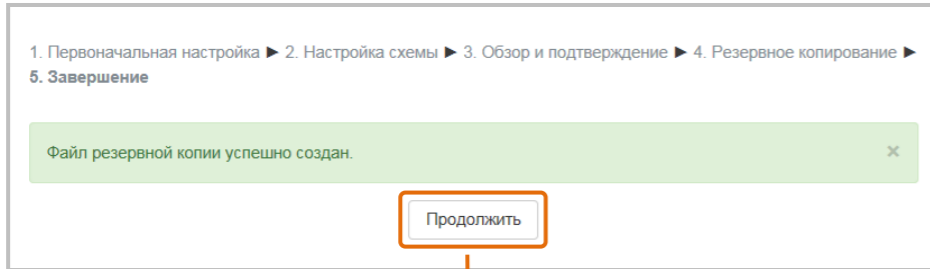 1. Первоначальная настройка ► 2. Настройка схемы ► 3. Обзор и подтверждение ► 4. Резервное копирование ►
5. Завершение
Файл резервной копии успешно создан. ×
Продолжить